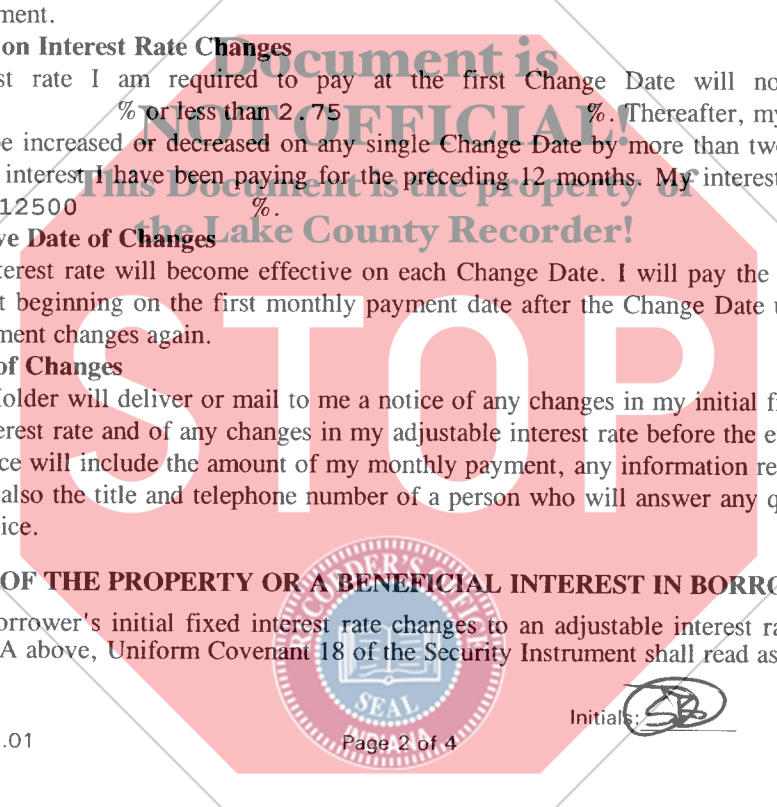 ment.
on Interest Rate Changes
st rate I am required to pay at the first Change Date will no
% or less than 2.75 %. Thereafter, my
be increased or decreased on any single Change Date by more than tw
interest I have been paying for the preceding 12 months. My interest
12500 %.
ve Date of Changes
terest rate will become effective on each Change Date. I will pay the
t beginning on the first monthly payment date after the Change Date u
ment changes again.
of Changes
Holder will deliver or mail to me a notice of any changes in my initial fi
erest rate and of any changes in my adjustable interest rate before the e
ce will include the amount of my monthly payment, any information re
also the title and telephone number of a person who will answer any q
ice.
OF THE PROPERTY OR A BENEFICIAL INTEREST IN BORRO
orrower's initial fixed interest rate changes to an adjustable interest ra
A above, Uniform Covenant 18 of the Security Instrument shall read as
Initials:
.01 Page 2 of 4
Document is
NOT OFFICIAL!
This Document is the property of
the Lake County Recorder!
STOP
RECORDER'S OFFICE
SEAL
INDIANA